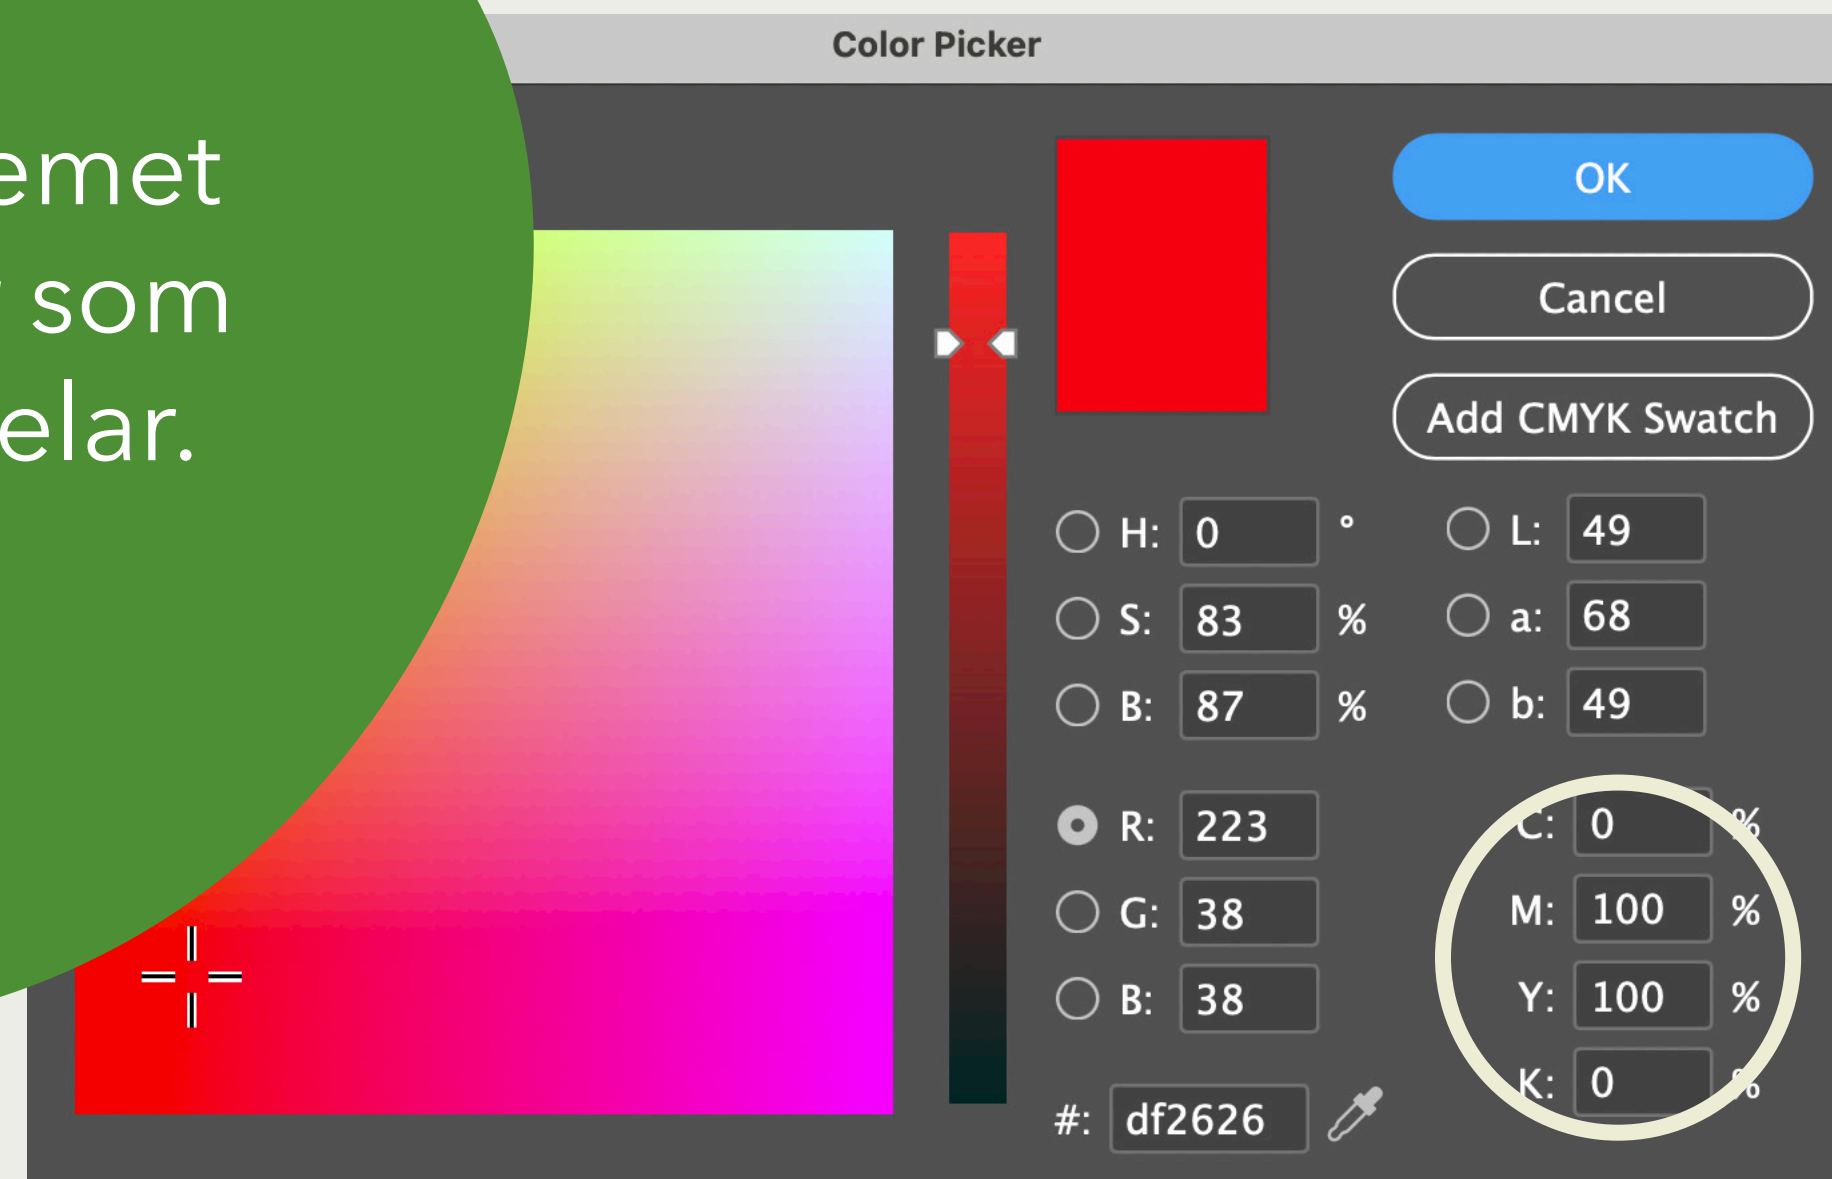 Color Picker
emet
som
elar.
OK
Cancel
Add CMYK Swatch
H: 0 °
S: 83 %
B: 87 %
L: 49
a: 68
b: 49
R: 223
G: 38
B: 38
C: 0 %
M: 100 %
Y: 100 %
K: 0 %
#: df2626